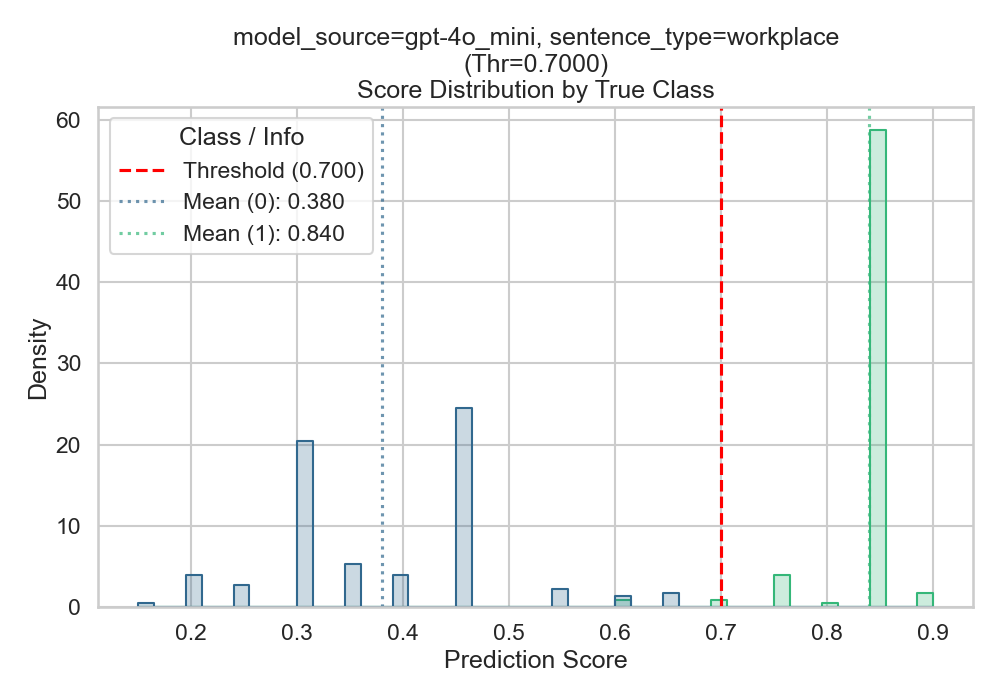 model_source=gpt-4o_mini, sentence_type=workplace
(Thr=0.7000)
Score Distribution by True Class
Class / Info
Threshold (0.700)
Mean (0): 0.380
Mean (1): 0.840
Density
60
50
40
30
20
10
0
0.2 0.3 0.4 0.5 0.6 0.7 0.8 0.9
Prediction Score